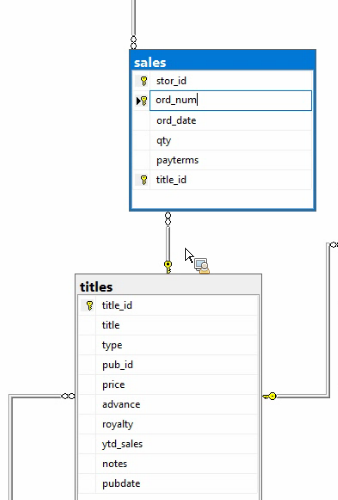 sales
stor_id
ord_num
ord_date
qty
payterms
title_id
titles
title_id
title
type
pub_id
price
advance
royalty
ytd_sales
notes
pubdate